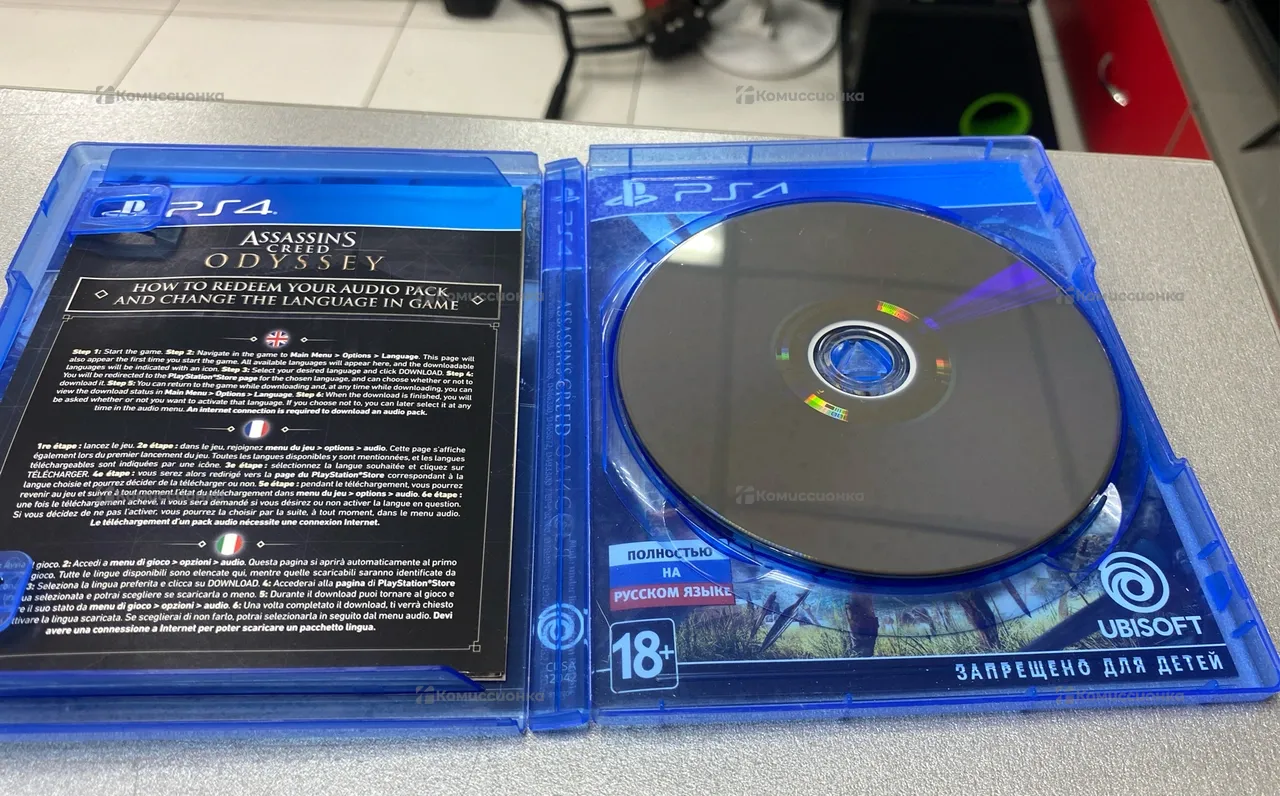 Комиссионка
Комиссионка
PS4
ASSASSIN'S
CREED
ODYSSEY
HOW TO REDEEM YOUR AUDIO PACK
AND CHANGE THE LANGUAGE IN GAME
Комиссионка
Step 1: Start the game. Step 2: Navigate in the game to Main Menu > Options > Language. This page will
also appear the first time you start the game. All available languages will appear here, and the downloadable
languages will be indicated with an icon. Step 3: Select your desired language and click DOWNLOAD. Step 4:
You will be redirected to the PlayStation®Store page for the chosen language, and can choose whether or not to
download it. Step 5: You can return to the game while downloading and, at any time while downloading, you can
view the download status in Main Menu > Options > Language. Step 6: When the download is finished, you will
be asked whether or not you want to activate that language. If you choose not to, you can later select it at any
time in the audio menu. An internet connection is required to download an audio pack.
1re étape : lancez le jeu. 2e étape : dans le jeu, rejoignez menu du jeu > options > audio. Cette page s'affiche
également lors du premier lancement du jeu. Toutes les langues disponibles y sont mentionnées, et les langues
téléchargeables sont indiquées par une icône. 3e étape : sélectionnez la langue souhaitée et cliquez sur
TÉLÉCHARGER. 4e étape : vous serez alors redirigé vers la page du PlayStation®Store correspondant à la
langue choisie et pourrez décider de la télécharger ou non. 5e étape : pendant le téléchargement, vous pourrez
revenir au jeu et suivre à tout moment l'état du téléchargement dans menu du jeu > options > audio. 6e étape :
une fois le téléchargement achevé, il vous sera demandé si vous désirez ou non activer la langue en question.
Si vous décidez de ne pas l'activer, vous pourrez la choisir par la suite, à tout moment, dans le menu audio.
Le téléchargement d'un pack audio nécessite une connexion Internet.
gioco. 2: Accedi a menu di gioco > opzioni > audio. Questa pagina si aprirà automaticamente al primo
gioco. Tutte le lingue disponibili sono elencate qui, mentre quelle scaricabili saranno identificate da
3: Seleziona la lingua preferita e clicca su DOWNLOAD. 4: Accederai alla pagina di PlayStation®Store
selezionata e potrai scegliere se scaricarla o meno. 5: Durante il download puoi tornare al gioco e
re il suo stato da menu di gioco > opzioni > audio. 6: Una volta completato il download, ti verrà chiesto
ttivare la lingua scaricata. Se sceglierai di non farlo, potrai selezionarla in seguito dal menu audio. Devi
avere una connessione a Internet per poter scaricare un pacchetto lingua.
Комиссионка
PS4
ASSASSIN'S CREED
CUSA
12042
PS4
Комиссионка
Комиссионка
ПОЛНОСТЬЮ
НА
РУССКОМ ЯЗЫКЕ
18+
UBISOFT
ЗАПРЕЩЕНО ДЛЯ ДЕТЕЙ
Комиссионка